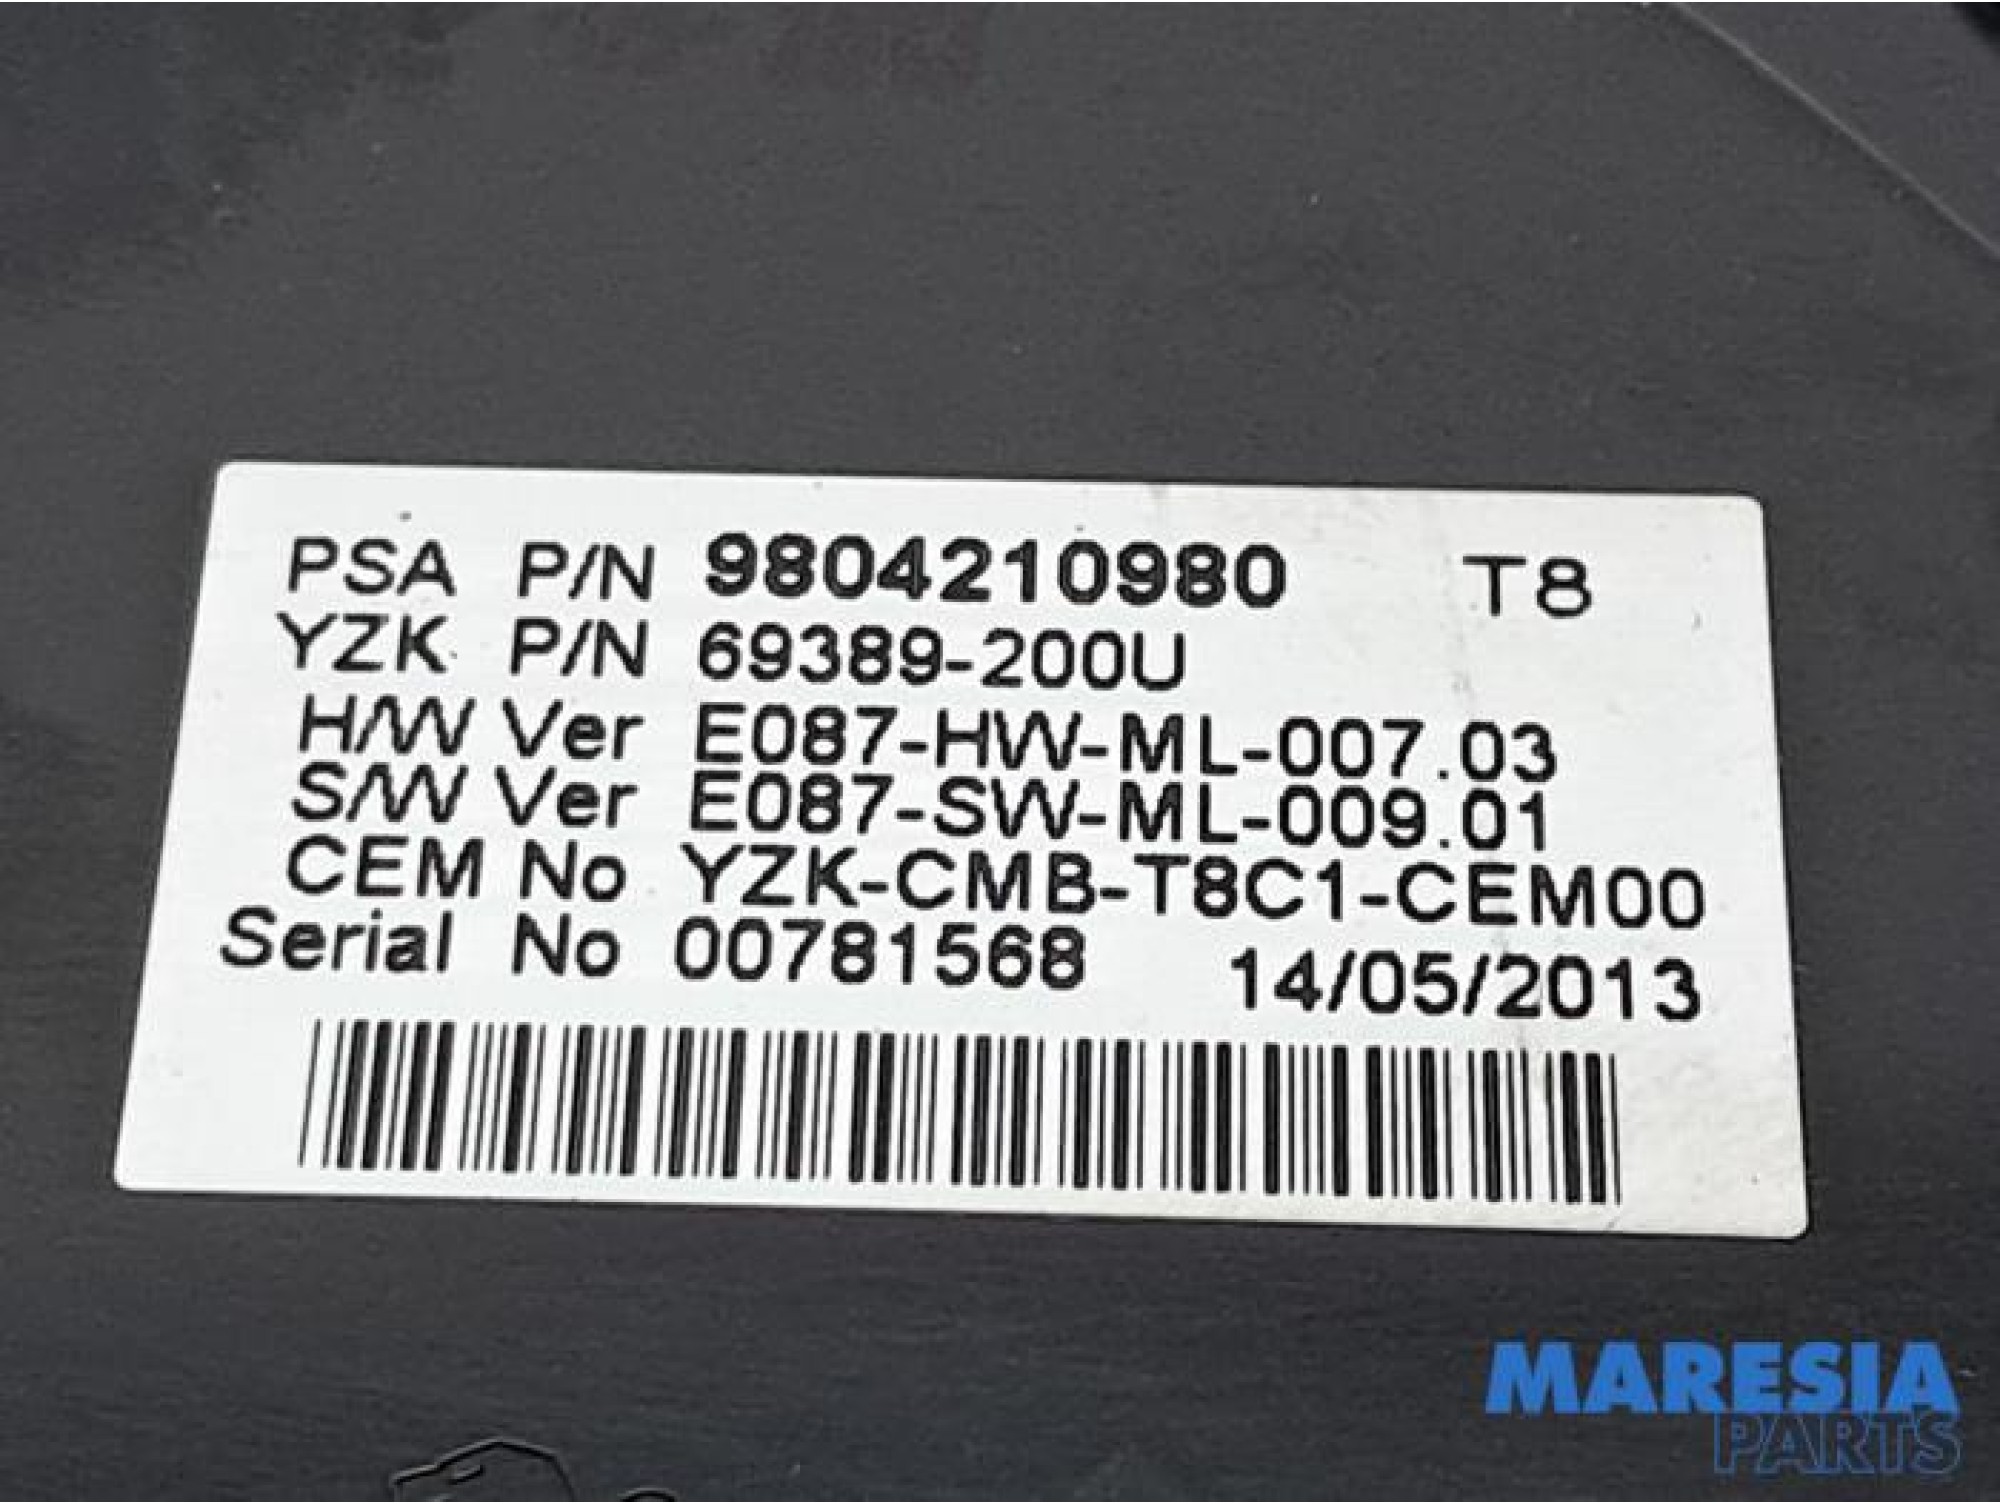 PSA P/N 9804210980 T8
YZK P/N 69389-200U
H/W Ver E087-HW-ML-007.03
S/W Ver E087-SW-ML-009.01
CEM No YZK-CMB-T8C1-CEM00
Serial No 00781568 14/05/2013
MARESIA
PARTS